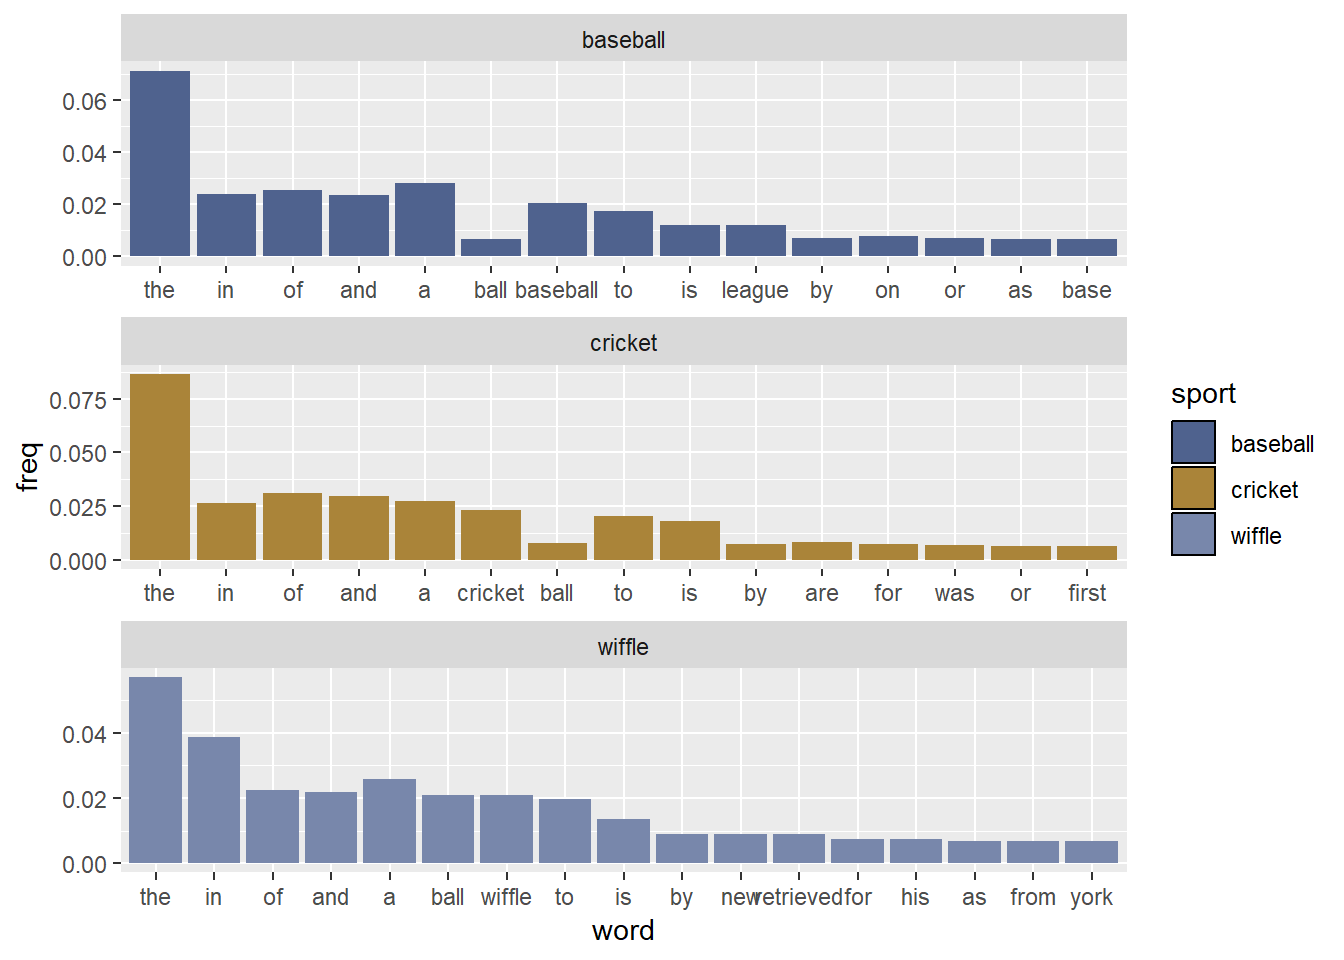 baseball
0.06
0.04
0.02
0.00
the in of and a ball baseball to is league by on or as base
cricket
0.075
0.050
0.025
0.000
the in of and a cricket ball to is by are for was or first
wiffle
0.04
0.02
0.00
the in of and a ball wiffle to is by new retrieved for his as from york
word
freq
sport
baseball
cricket
wiffle